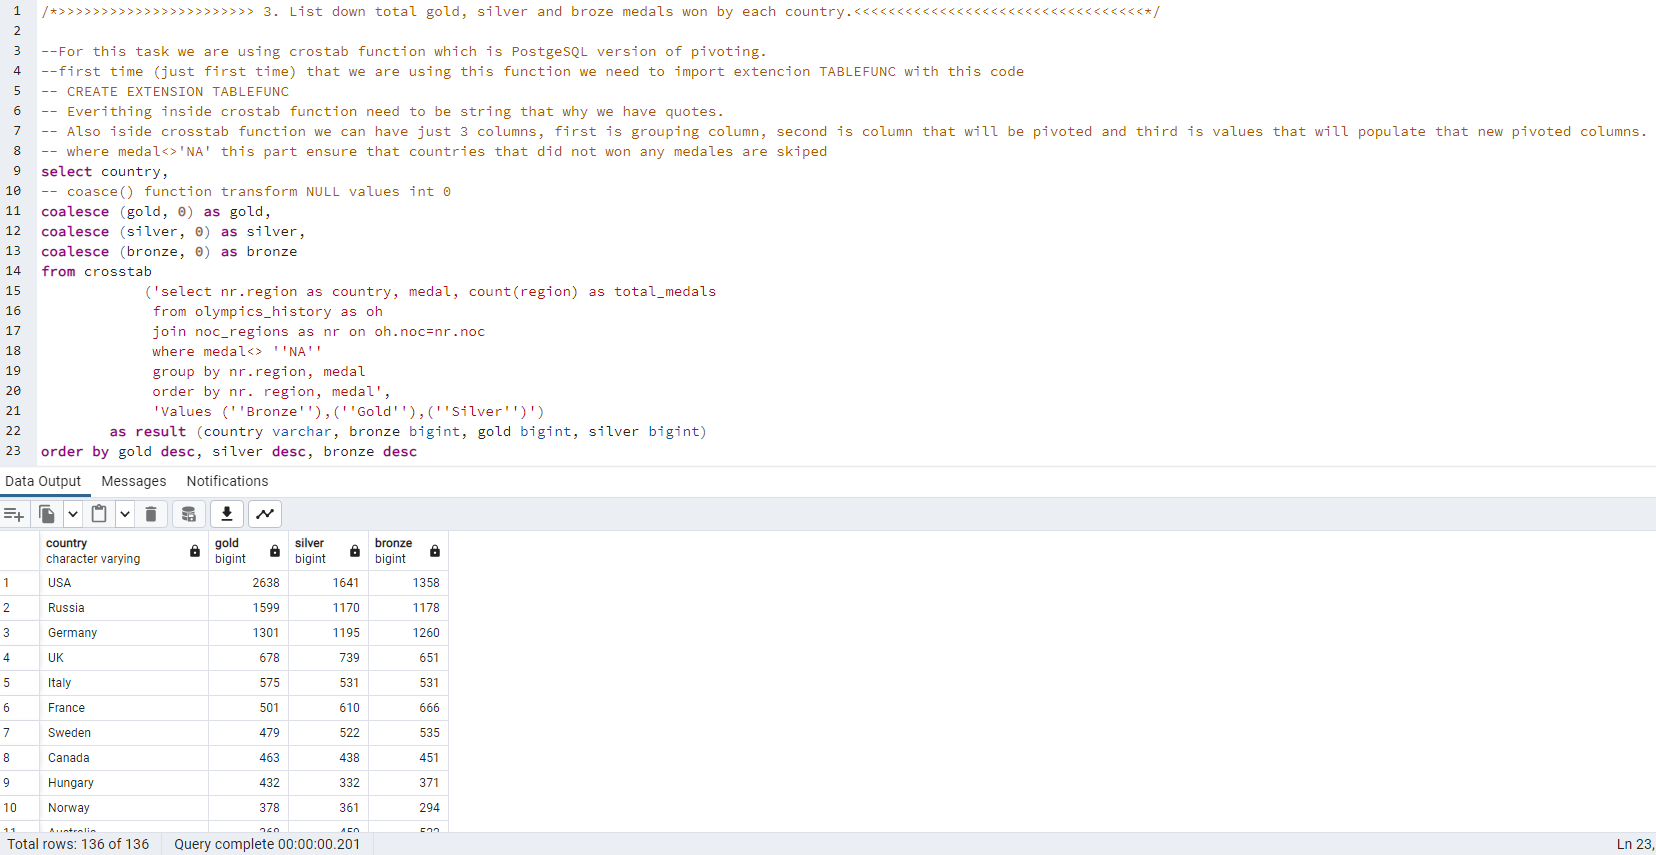 1 /*>>>>>>>>>>>>>>>>>>>>>>>> 3. List down total gold, silver and broze medals won by each country.<<<<<<<<<<<<<<<<<<<<<<<<<<<<<<<<<<*/
2
3 --For this task we are using crostab function which is PostgeSQL version of pivoting.
4 --first time (just first time) that we are using this function we need to import extencion TABLEFUNC with this code
5 -- CREATE EXTENSION TABLEFUNC
6 -- Everithing inside crostab function need to be string that why we have quotes.
7 -- Also iside crosstab function we can have just 3 columns, first is grouping column, second is column that will be pivoted and third is values that will populate that new pivoted columns.
8 -- where medal<>'NA' this part ensure that countries that did not won any medales are skiped
9 select country,
10 -- coasce() function transform NULL values int 0
11 coalesce (gold, 0) as gold,
12 coalesce (silver, 0) as silver,
13 coalesce (bronze, 0) as bronze
14 from crosstab
15 ('select nr.region as country, medal, count(region) as total_medals
16 from olympics_history as oh
17 join noc_regions as nr on oh.noc=nr.noc
18 where medal<> ''NA''
19 group by nr.region, medal
20 order by nr. region, medal',
21 'Values (''Bronze''),(''Gold''),(''Silver'')')
22 as result (country varchar, bronze bigint, gold bigint, silver bigint)
23 order by gold desc, silver desc, bronze desc
Data Output Messages Notifications
country gold silver bronze
character varying bigint bigint bigint
1 USA 2638 1641 1358
2 Russia 1599 1170 1178
3 Germany 1301 1195 1260
4 UK 678 739 651
5 Italy 575 531 531
6 France 501 610 666
7 Sweden 479 522 535
8 Canada 463 438 451
9 Hungary 432 332 371
10 Norway 378 361 294
11 Australia
Total rows: 136 of 136 Query complete 00:00:00.201 Ln 23,